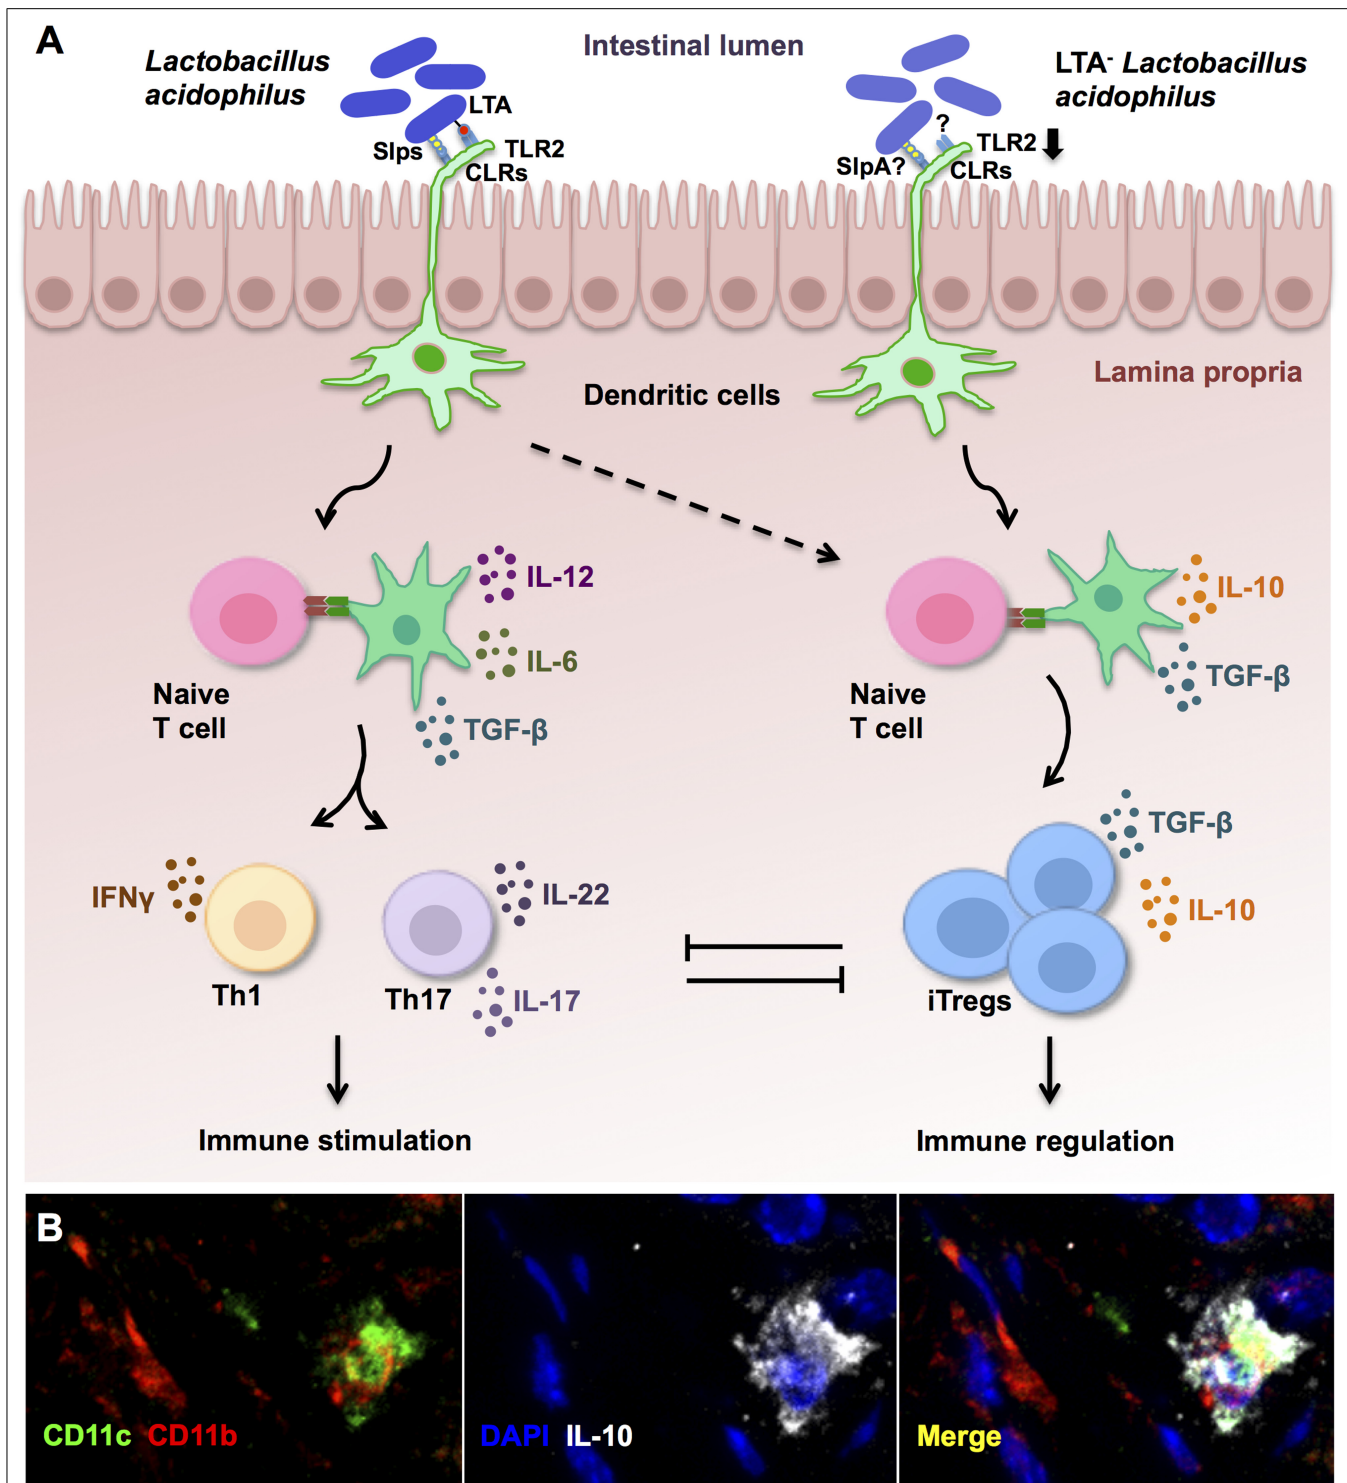 A
Intestinal lumen
Lactobacillus
acidophilus
LTA
Slps
TLR2
CLRs
LTA- Lactobacillus
acidophilus
?
TLR2
SlpA?
CLRs
Lamina propria
Dendritic cells
IL-12
IL-6
TGF-β
Naive
T cell
IL-10
TGF-β
Naive
T cell
IFNγ
Th1
IL-22
Th17
IL-17
TGF-β
IL-10
iTregs
Immune stimulation
Immune regulation
B
CD11c CD11b
DAPI IL-10
Merge